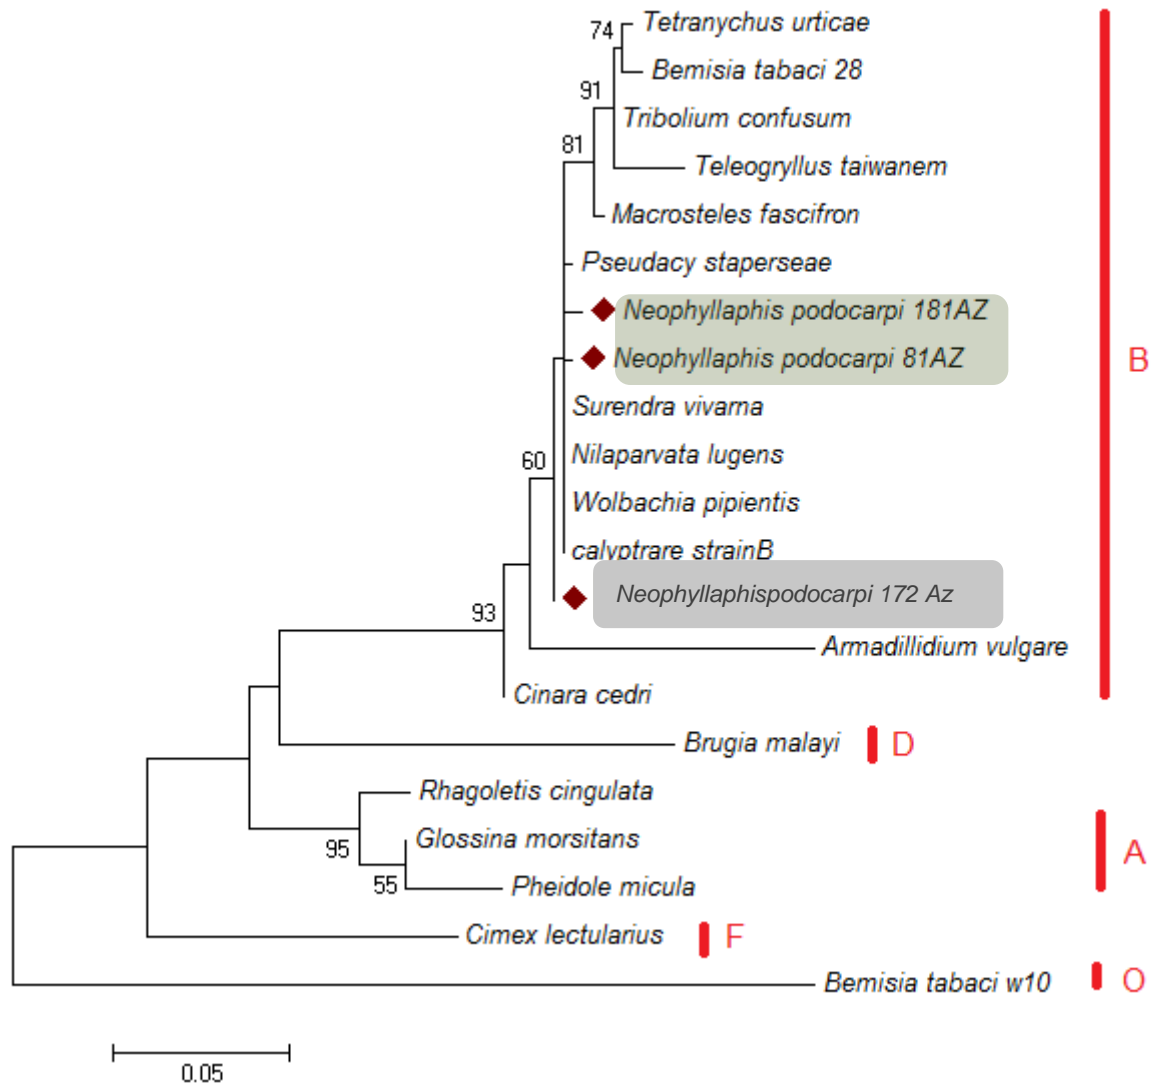 74
Tetranychus urticae
Bemisia tabaci 28
91
Tribolium confusum
81
Teleogryllus taiwanem
Macrosteles fascifron
Pseudacy staperseae
Neophyllaphis podocarpi 181AZ
Neophyllaphis podocarpi 81AZ
B
Surendra vivarna
60
Nilaparvata lugens
Wolbachia pipientis
calyptrare strainB
Neophyllaphispodocarpi 172 Az
93
Armadillidium vulgare
Cinara cedri
Brugia malayi
D
Rhagoletis cingulata
95
Glossina morsitans
A
55
Pheidole micula
Cimex lectularius
F
Bemisia tabaci w10
O
0.05